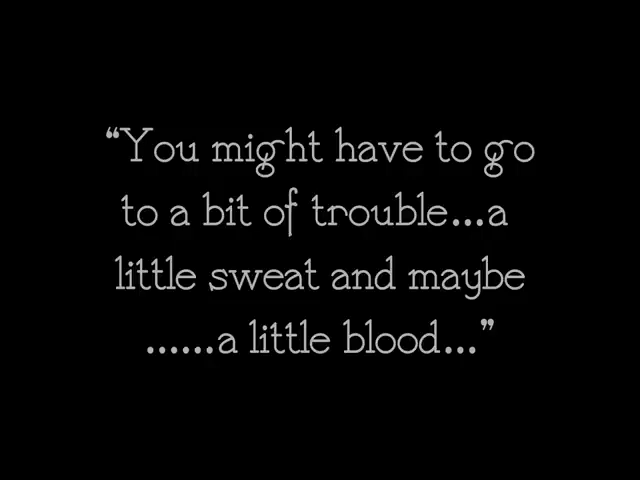 “You might have to go
to a bit of trouble...a
little sweat and maybe
......a little blood...”